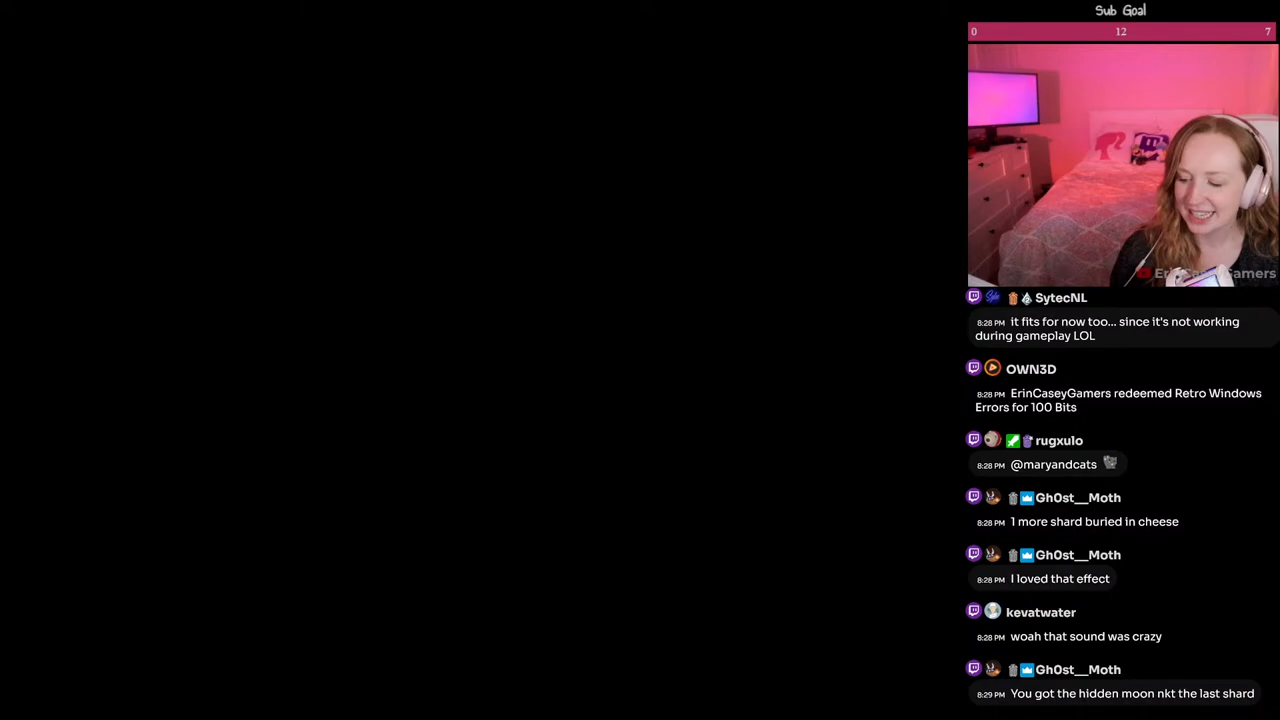 Sub Goal
0 12 7
ErinCaseyGamers
SytecNL
8:28 PM it fits for now too... since it's not working
during gameplay LOL
OWN3D
8:28 PM ErinCaseyGamers redeemed Retro Windows
Errors for 100 Bits
rugxulo
8:28 PM @maryandcats
Gh0st__Moth
8:28 PM 1 more shard buried in cheese
Gh0st__Moth
8:28 PM I loved that effect
kevatwater
8:28 PM woah that sound was crazy
Gh0st__Moth
8:29 PM You got the hidden moon nkt the last shard